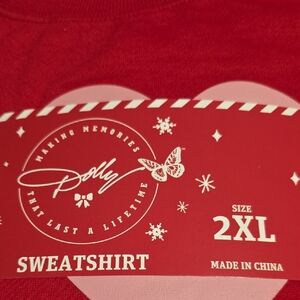 MAKING MEMORIES
Dolly
THAT LAST A LIFETIME
SWEATSHIRT
SIZE
2XL
MADE IN CHINA